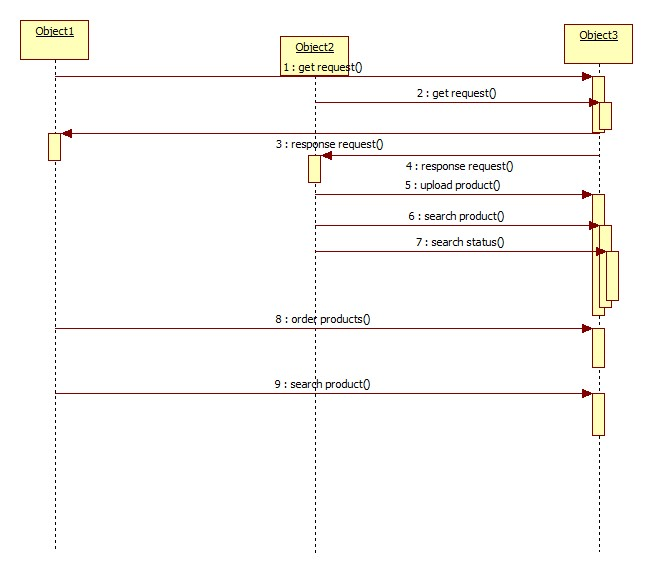 Object1
Object2
Object3
1 : get request()
2 : get request()
3 : response request()
4 : response request()
5 : upload product()
6 : search product()
7 : search status()
8 : order products()
9 : search product()